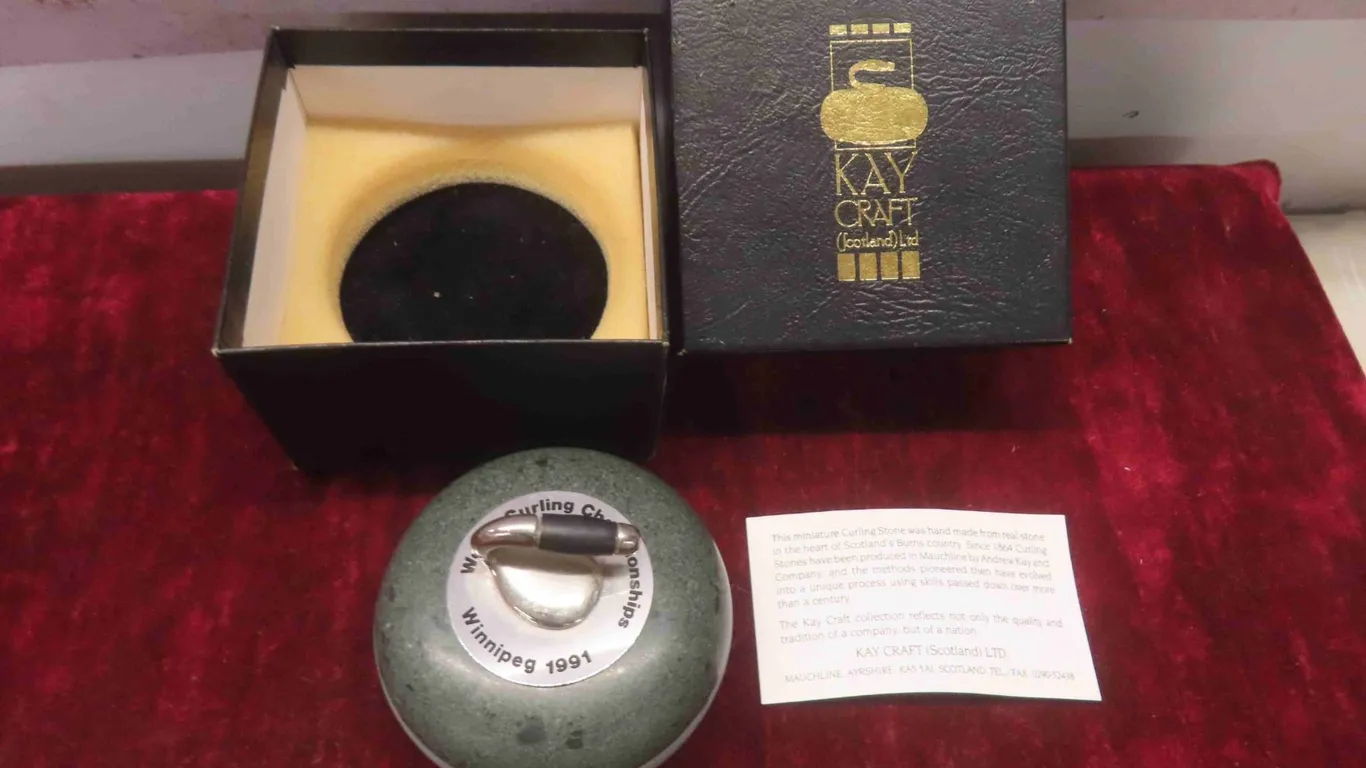 KAY
CRAFT
(Scotland) Ltd
Curling Ch
onships
Winnipeg 1991
This miniature Curling Stone was hand made from real stone
in the heart of Scotland's Burns country. Since 1864 Curling
Stones have been produced in Mauchline by Andrew Kay and
Company; and the methods pioneered then have evolved
into a unique process using skills passed down over more
than a century.
The Kay Craft collection reflects not only the quality and
tradition of a company, but of a nation.
KAY CRAFT (Scotland) LTD
MAUCHLINE, AYRSHIRE, SCOTLAND TEL/FAX